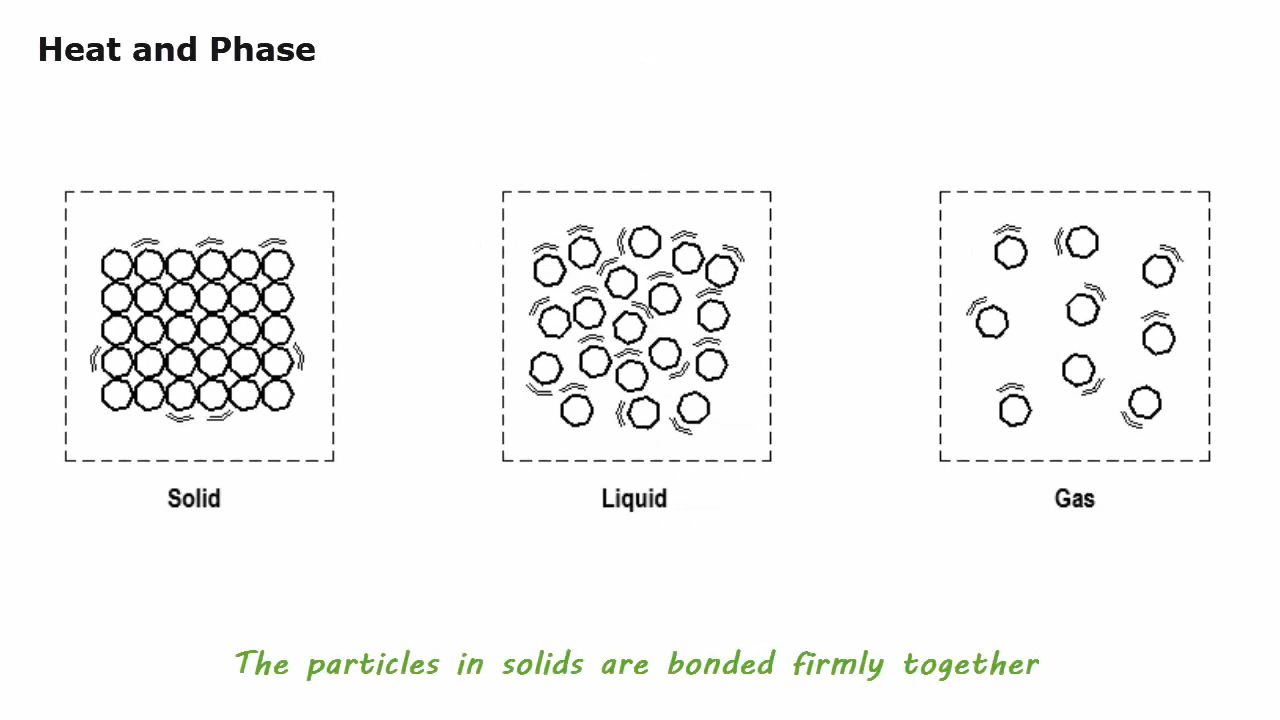 Heat and Phase
Solid
Liquid
Gas
The particles in solids are bonded firmly together